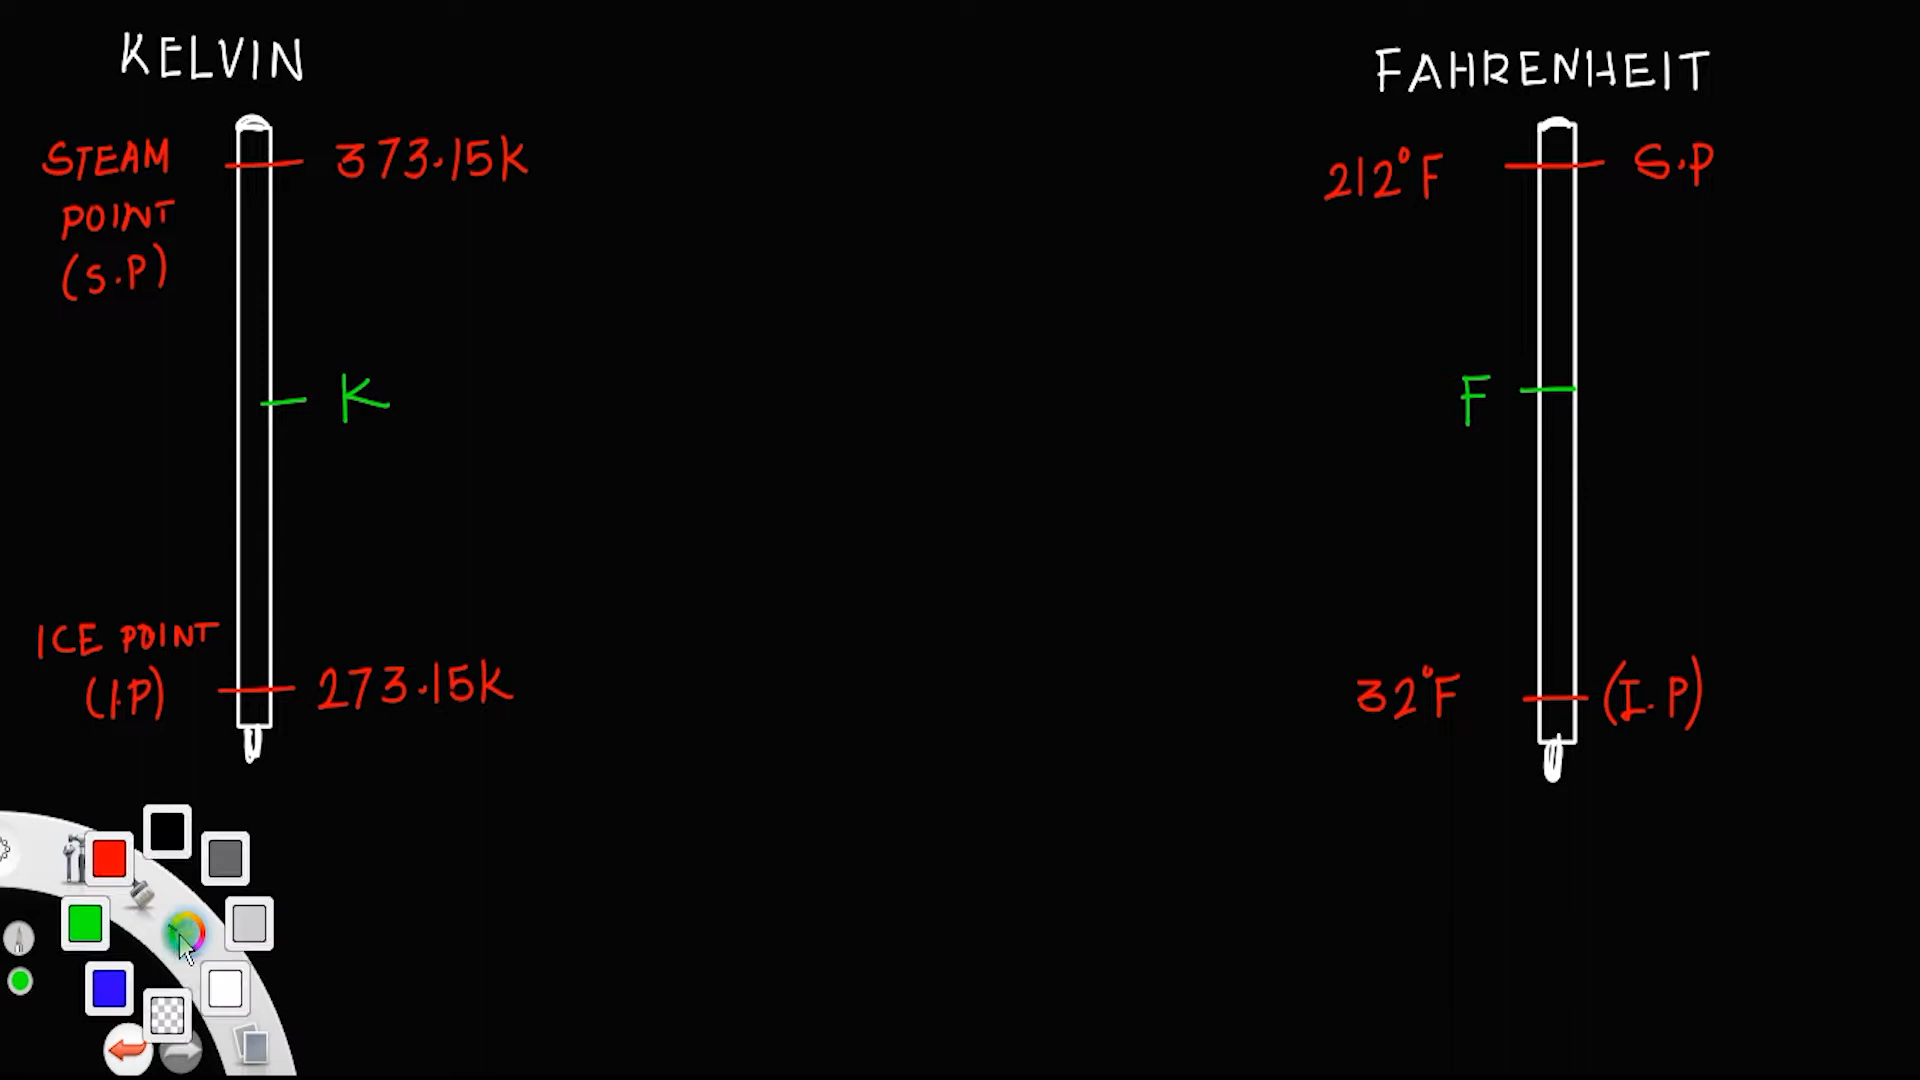 KELVIN
STEAM
POINT
(S.P)
373.15K
K
ICE POINT
(I.P)
273.15K
FAHRENHEIT
212°F
S.P
F
32°F
(I.P)